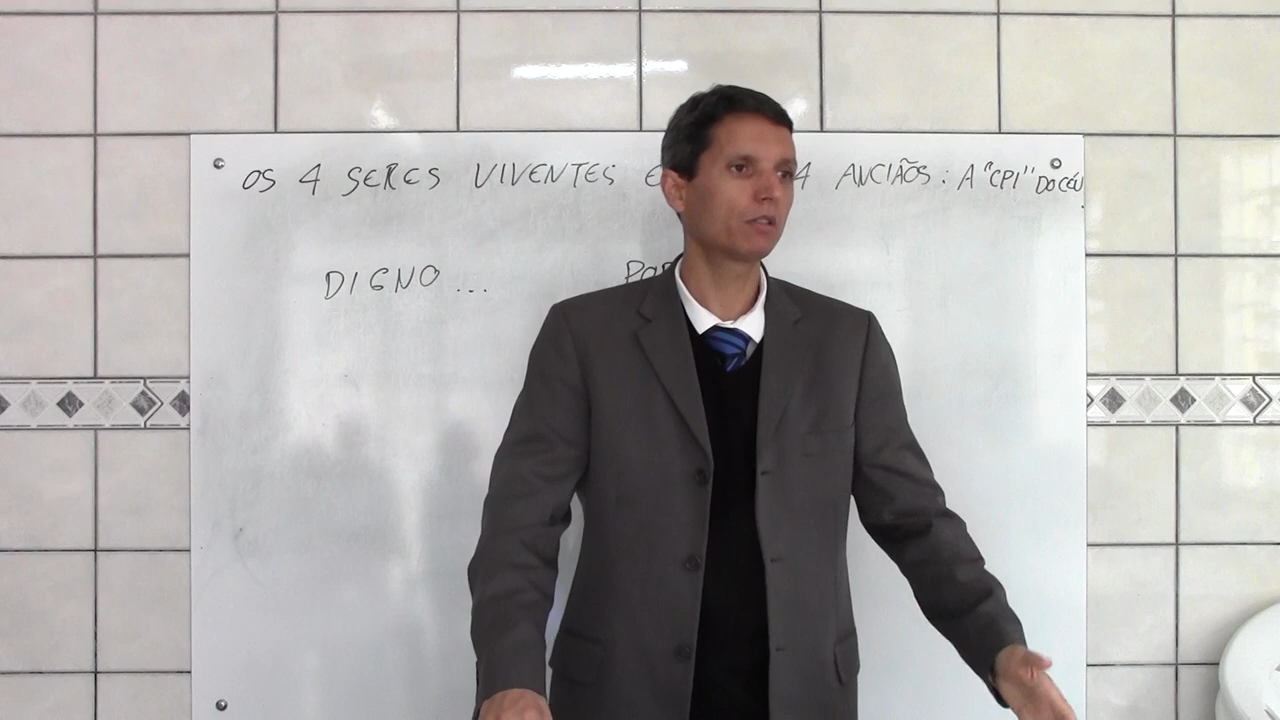 OS 4 SERES VIVENTES E 4 ANCIÃOS: A "CPI" DO CÉU
DIGNO...